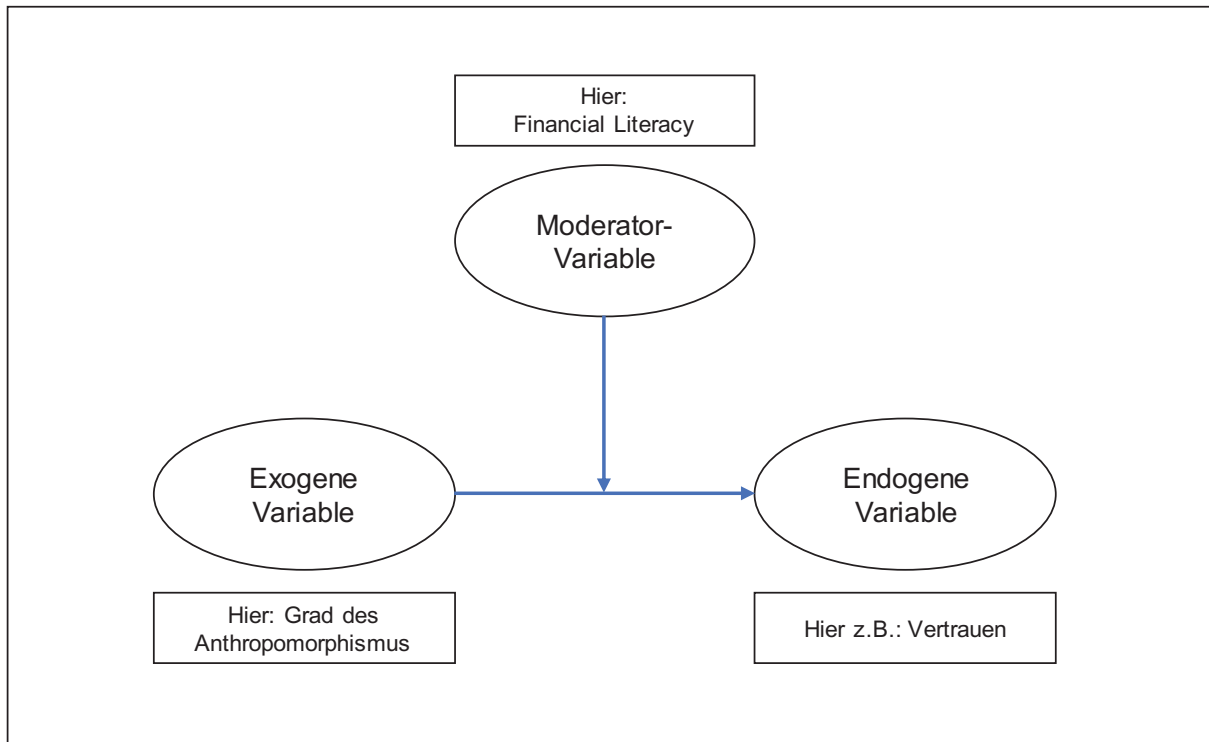 Hier:
Financial Literacy
Moderator-
Variable
Exogene
Variable
Endogene
Variable
Hier: Grad des
Anthropomorphismus
Hier z.B.: Vertrauen